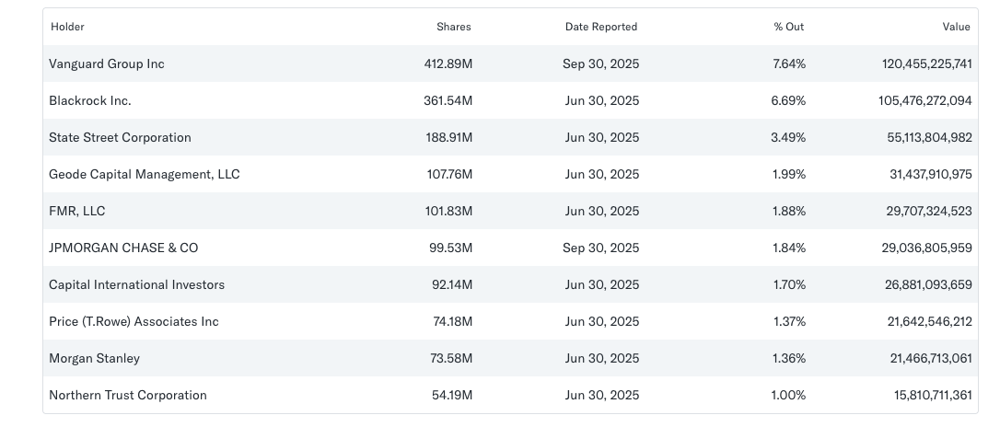 Holder Shares Date Reported % Out Value
Vanguard Group Inc 412.89M Sep 30, 2025 7.64% 120,455,225,741
Blackrock Inc. 361.54M Jun 30, 2025 6.69% 105,476,272,094
State Street Corporation 188.91M Jun 30, 2025 3.49% 55,113,804,982
Geode Capital Management, LLC 107.76M Jun 30, 2025 1.99% 31,437,910,975
FMR, LLC 101.83M Jun 30, 2025 1.88% 29,707,324,523
JPMORGAN CHASE & CO 99.53M Sep 30, 2025 1.84% 29,036,805,959
Capital International Investors 92.14M Jun 30, 2025 1.70% 26,881,093,659
Price (T.Rowe) Associates Inc 74.18M Jun 30, 2025 1.37% 21,642,546,212
Morgan Stanley 73.58M Jun 30, 2025 1.36% 21,466,713,061
Northern Trust Corporation 54.19M Jun 30, 2025 1.00% 15,810,711,361